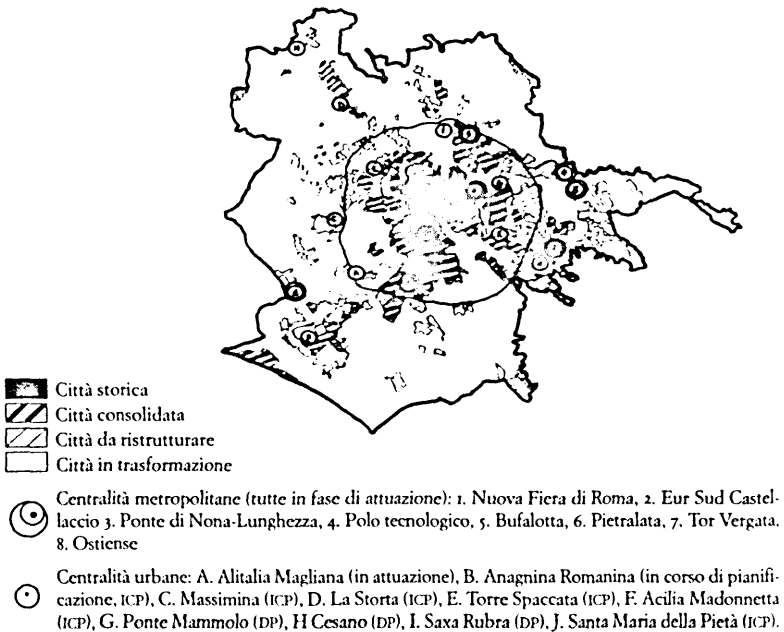 Città storica
Città consolidata
Città da ristrutturare
Città in trasformazione
Centralità metropolitane (tutte in fase di attuazione): 1. Nuova Fiera di Roma, 2. Eur Sud Castel-
laccio 3. Ponte di Nona-Lunghezza, 4. Polo tecnologico, 5. Bufalotta, 6. Pietralata, 7. Tor Vergata,
8. Ostiense
Centralità urbane: A. Alitalia Magliana (in attuazione), B. Anagnina Romanina (in corso di pianifi-
cazione, ICP), C. Massimina (ICP), D. La Storta (ICP), E. Torre Spaccata (ICP), F. Acilia Madonnetta
(ICP), G. Ponte Mammolo (DP), H Cesano (DP), I. Saxa Rubra (DP), J. Santa Maria della Pietà (ICP).